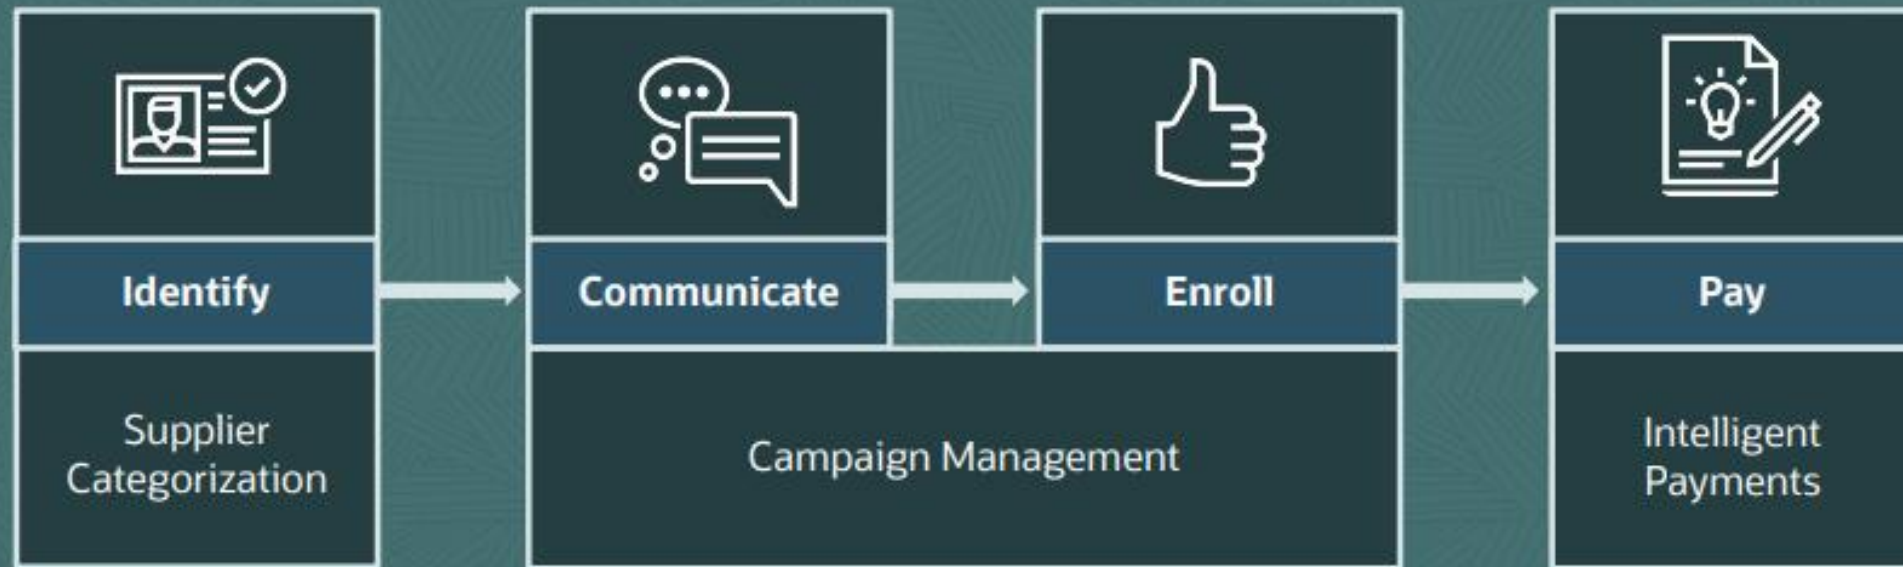 Identify
Communicate
Enroll
Pay
Supplier
Categorization
Campaign Management
Intelligent
Payments